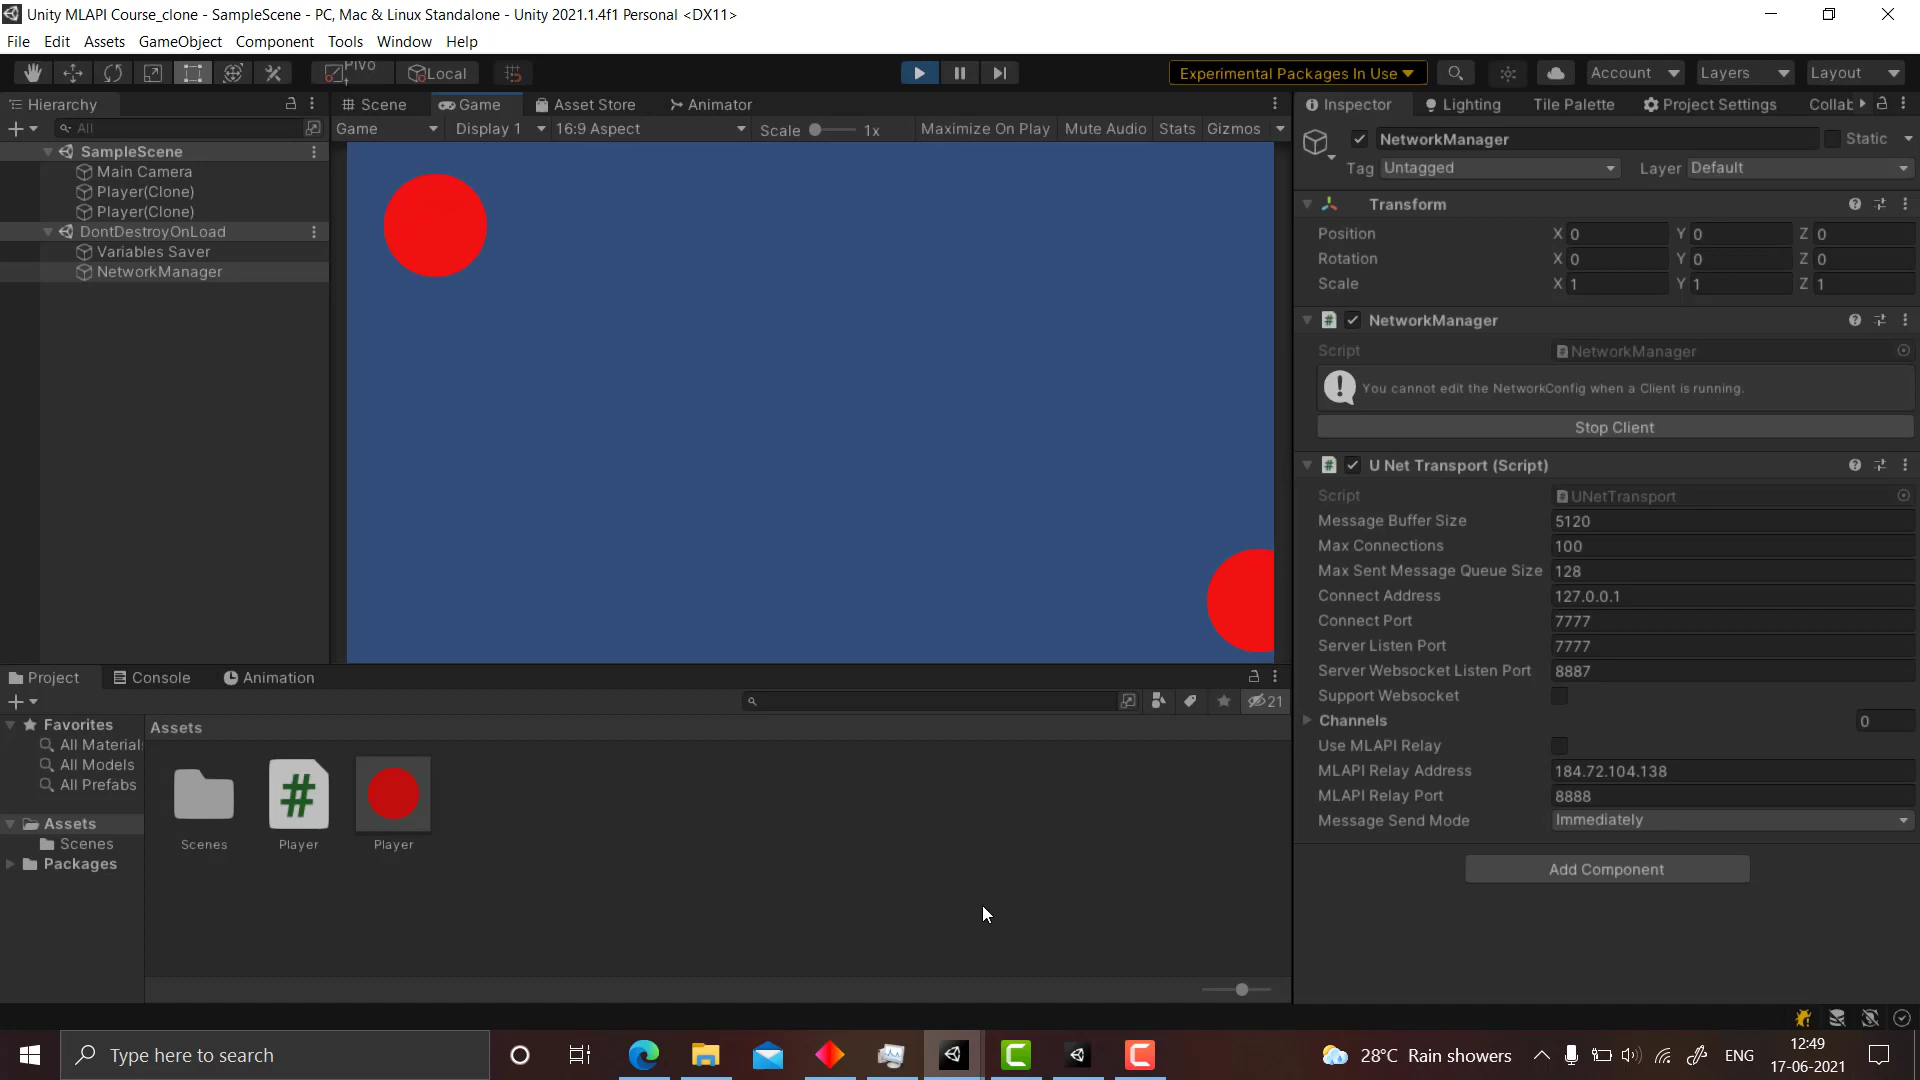 Unity MLAPI Course_clone - SampleScene - PC, Mac & Linux Standalone - Unity 2021.1.4f1 Personal <DX11>
File Edit Assets GameObject Component Tools Window Help
Pivot Local Experimental Packages In Use Account Layers Layout
Hierarchy Scene Game Asset Store Animator Inspector Lighting Tile Palette Project Settings Collab
All Game Display 1 16:9 Aspect Scale 1x Maximize On Play Mute Audio Stats Gizmos
NetworkManager Static
Tag Untagged Layer Default
SampleScene
Main Camera
Player(Clone)
Player(Clone)
DontDestroyOnLoad
Variables Saver
NetworkManager
Transform
Position X 0 Y 0 Z 0
Rotation X 0 Y 0 Z 0
Scale X 1 Y 1 Z 1
NetworkManager
Script NetworkManager
You cannot edit the NetworkConfig when a Client is running.
Stop Client
U Net Transport (Script)
Script UNetTransport
Message Buffer Size 5120
Max Connections 100
Max Sent Message Queue Size 128
Connect Address 127.0.0.1
Connect Port 7777
Server Listen Port 7777
Server Websocket Listen Port 8887
Support Websocket
Channels 0
Use MLAPI Relay
MLAPI Relay Address 184.72.104.138
MLAPI Relay Port 8888
Message Send Mode Immediately
Add Component
Project Console Animation
21
Favorites
All Material
All Models
All Prefabs
Assets
Scenes
Packages
Assets
Scenes Player Player
Type here to search
28°C Rain showers
ENG
12:49
17-06-2021